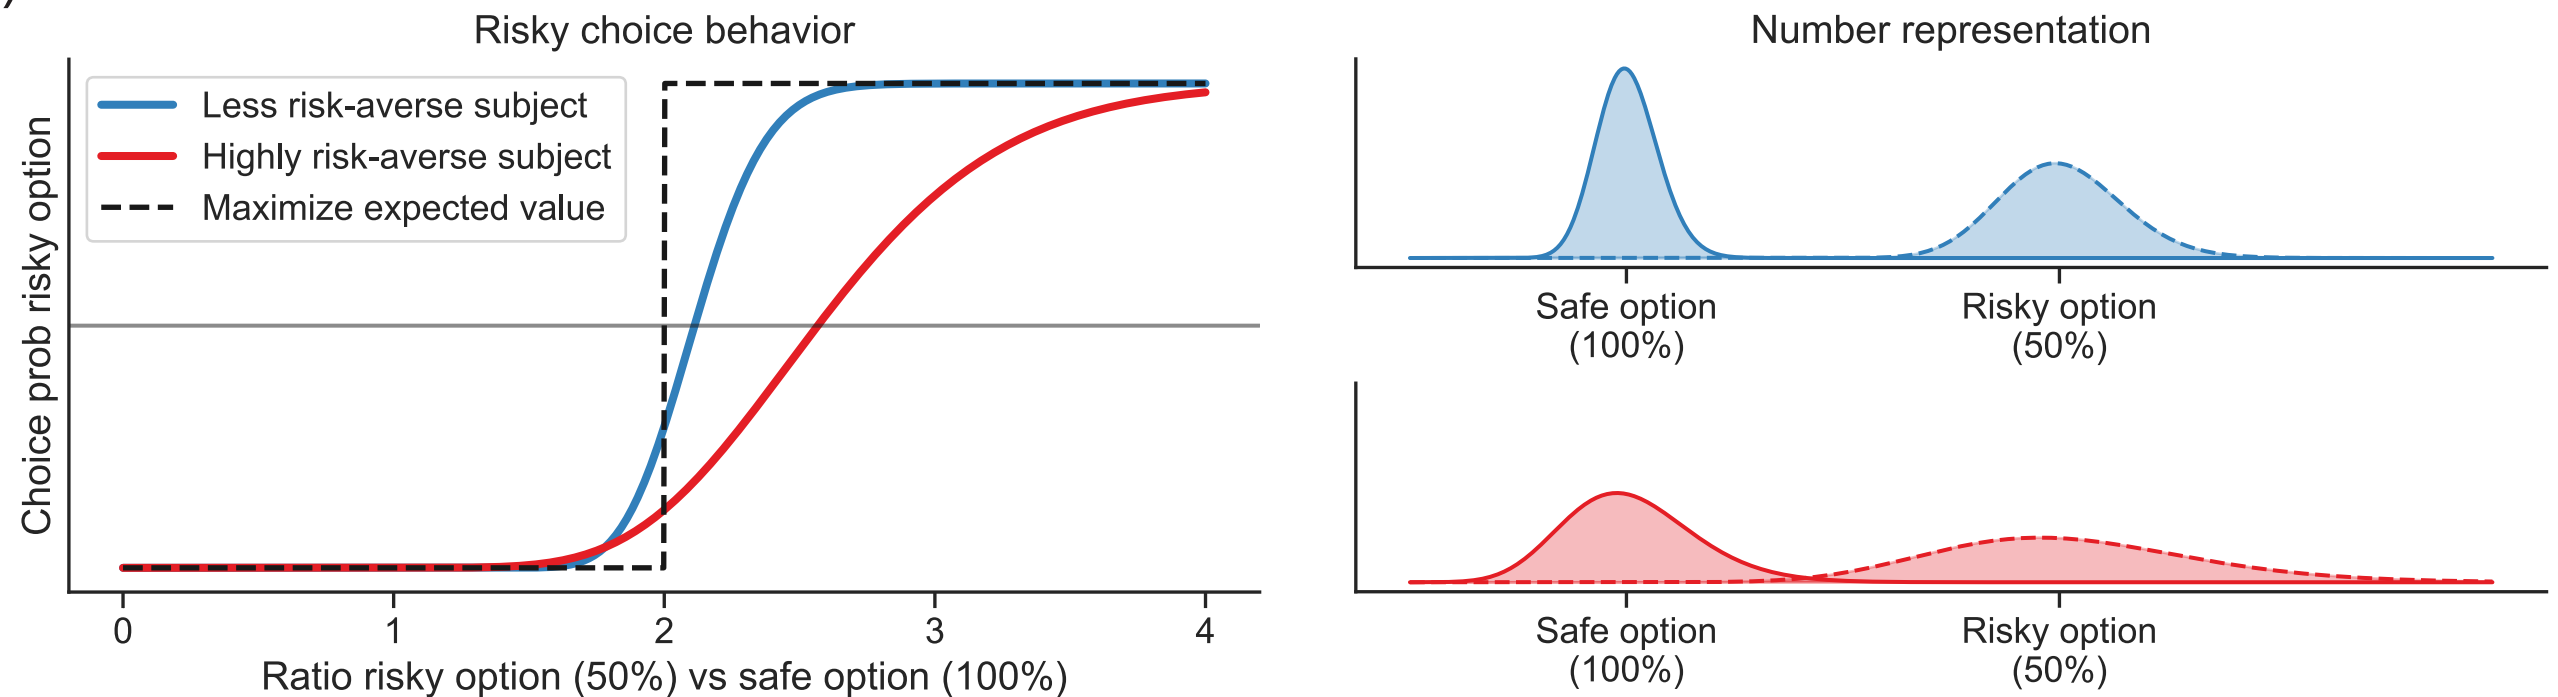 )
Risky choice behavior
Less risk-averse subject
Highly risk-averse subject
Maximize expected value
Choice prob risky option
0 1 2 3 4
Ratio risky option (50%) vs safe option (100%)
Number representation
Safe option
(100%)
Risky option
(50%)
Safe option
(100%)
Risky option
(50%)